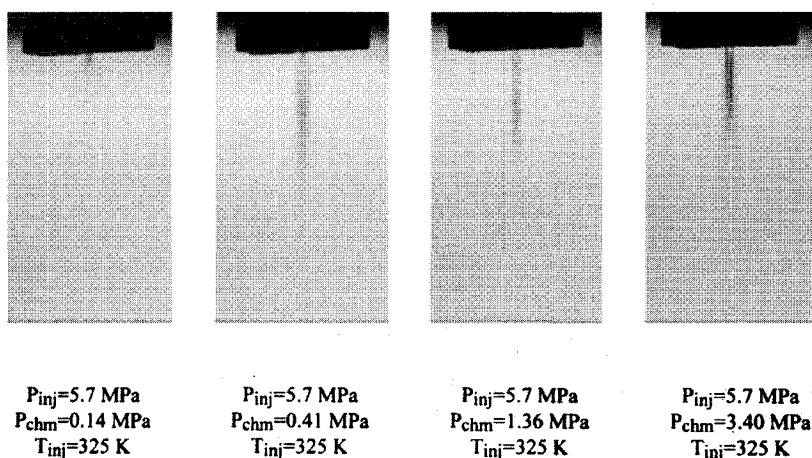 Pinj=5.7 MPa
Pchm=0.14 MPa
Tinj=325 K
Pinj=5.7 MPa
Pchm=0.41 MPa
Tinj=325 K
Pinj=5.7 MPa
Pchm=1.36 MPa
Tinj=325 K
Pinj=5.7 MPa
Pchm=3.40 MPa
Tinj=325 K